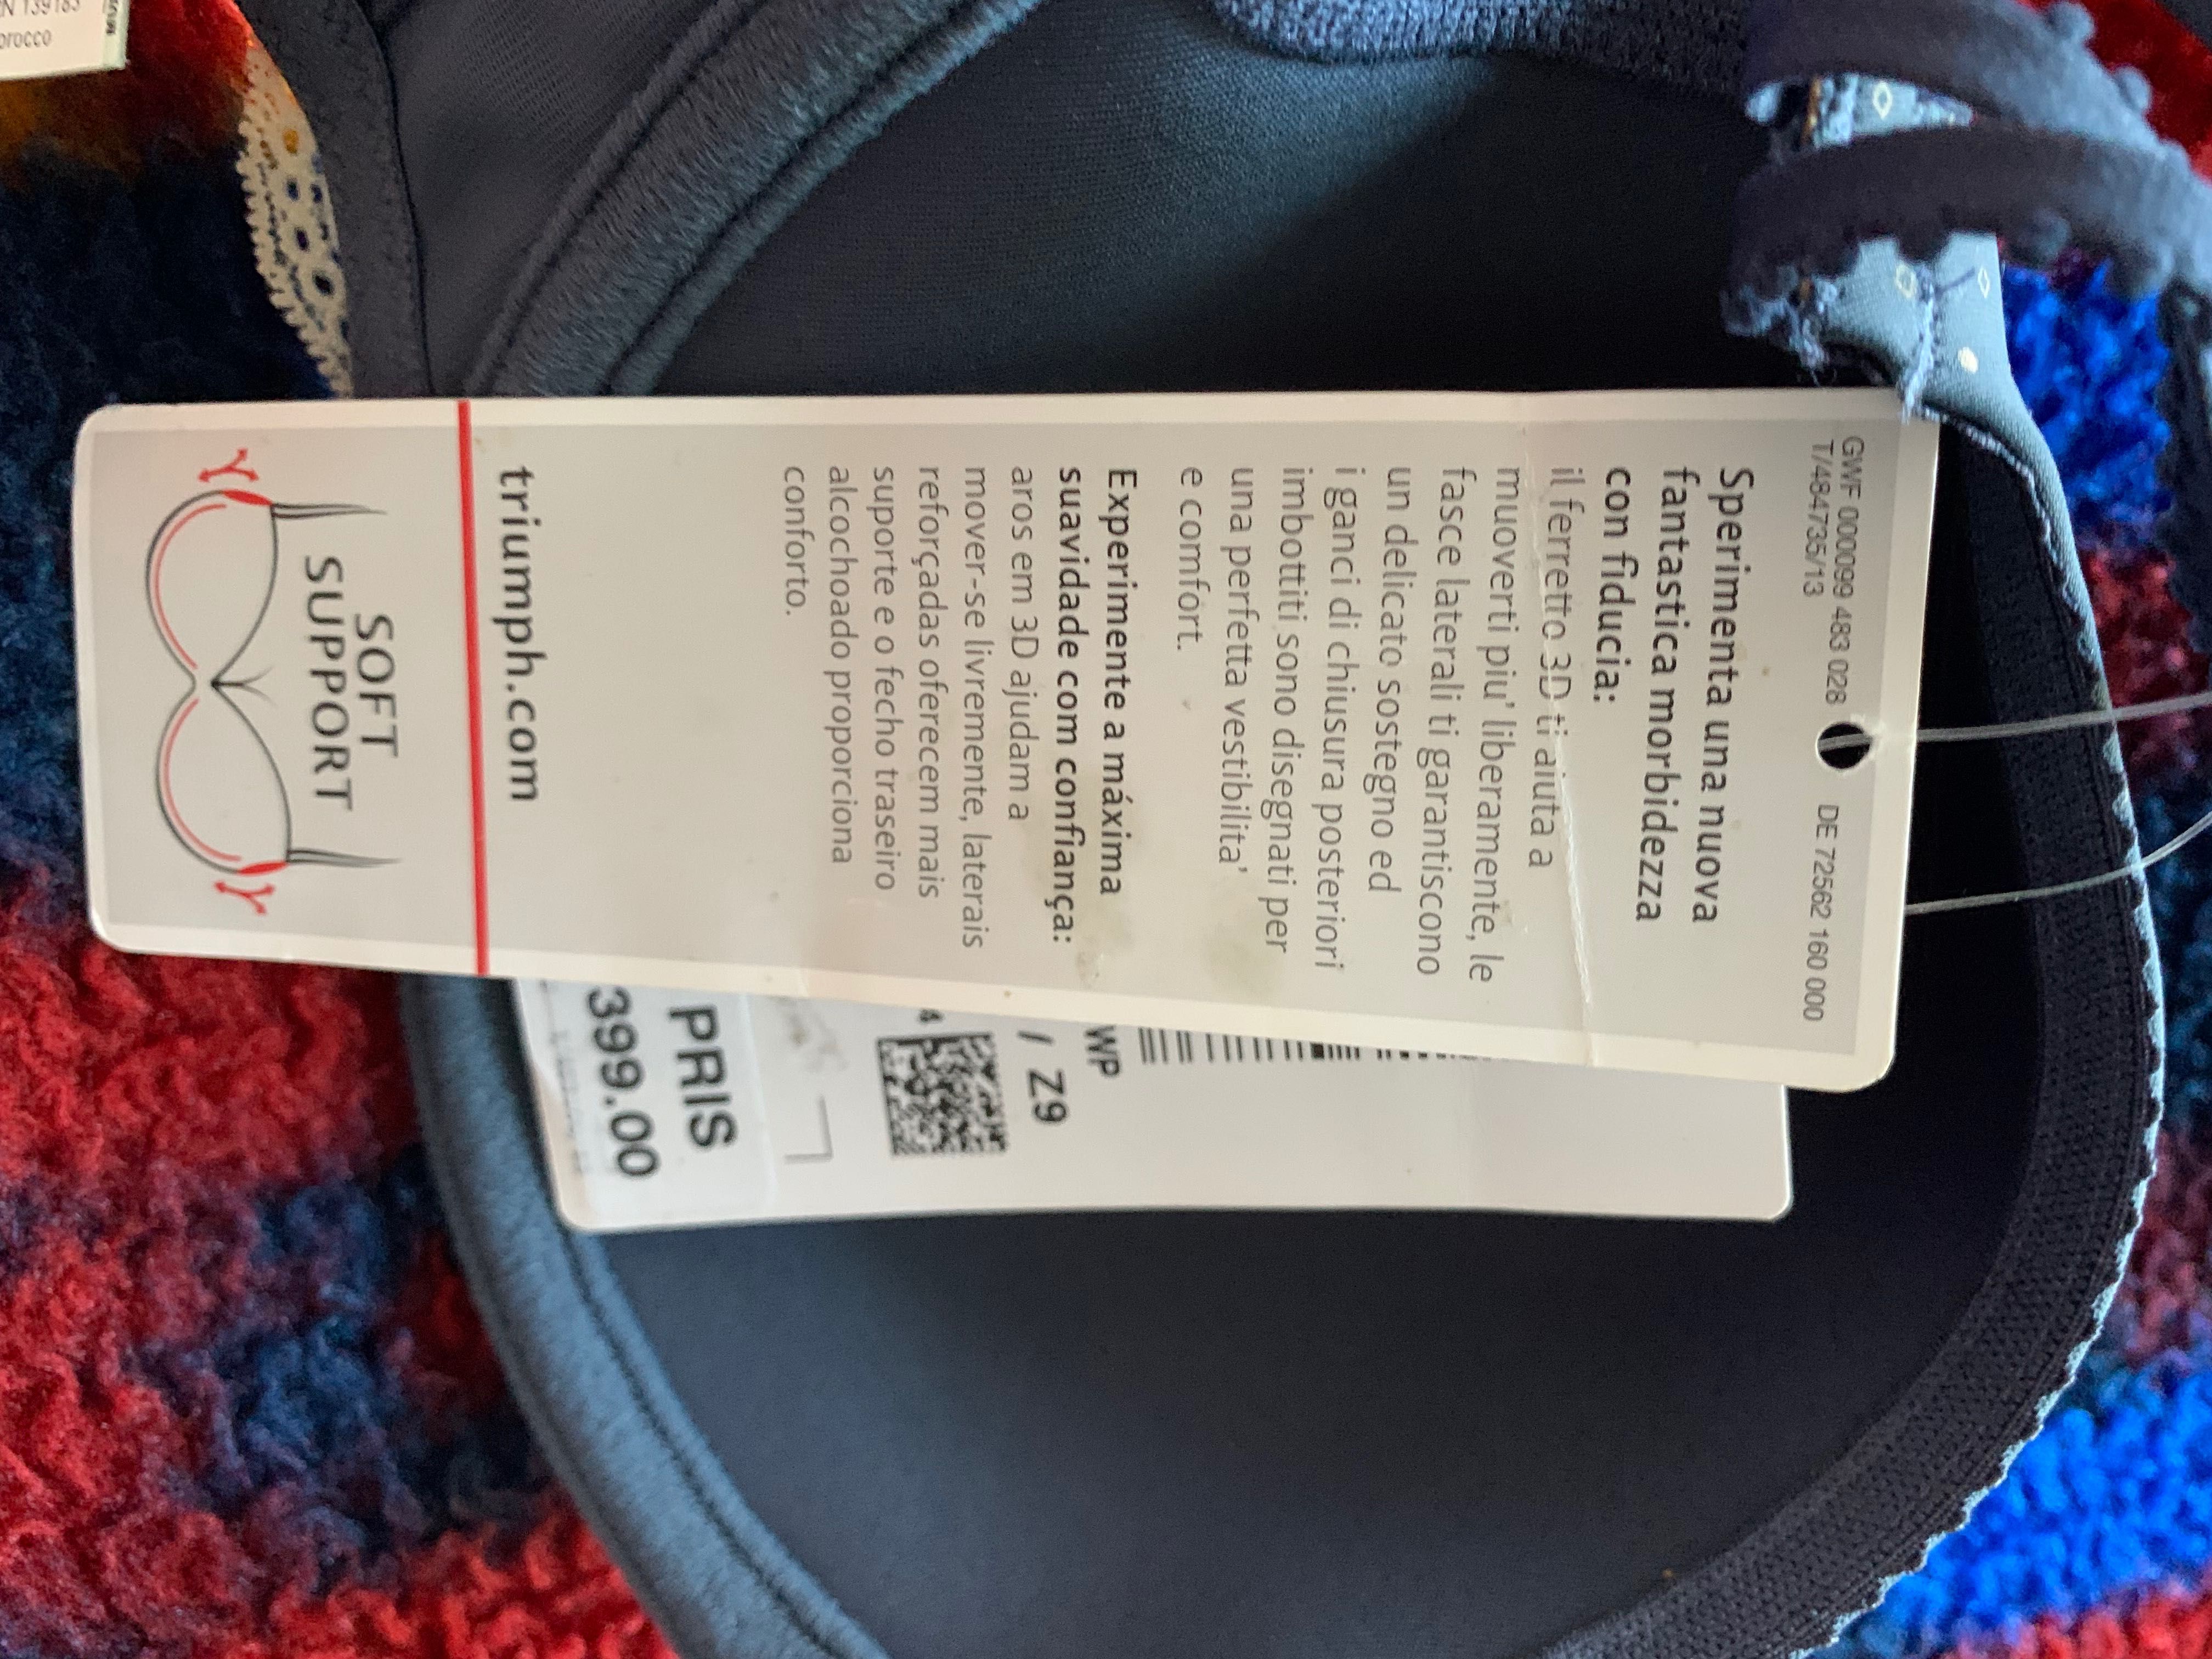 GWF 000099 483 028
T/484735/13
DE 72562 160 000
Sperimenta una nuova
fantastica morbidezza
con fiducia:
il ferretto 3D ti aiuta a
muoverti piu' liberamente, le
fasce laterali ti garantiscono
un delicato sostegno ed
i ganci di chiusura posteriori
imbottiti sono disegnati per
una perfetta vestibilita'
e comfort.
Experimente a máxima
suavidade com confiança:
aros em 3D ajudam a
mover-se livremente, laterais
reforçadas oferecem mais
suporte e o fecho traseiro
alcochoado proporciona
conforto.
triumph.com
SOFT
SUPPORT
WP
/ Z9
4
PRIS
399.00
N 139183
orocco